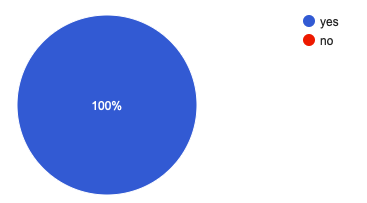 yes
no
100%